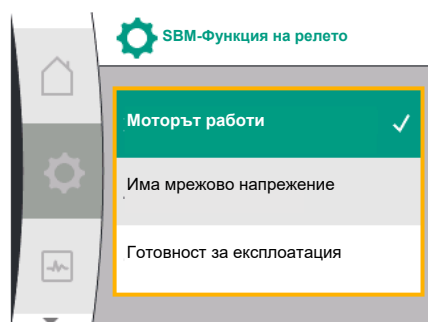 SBM-Функция на релето
Моторът работи
Има мрежово напрежение
Готовност за експлоатация